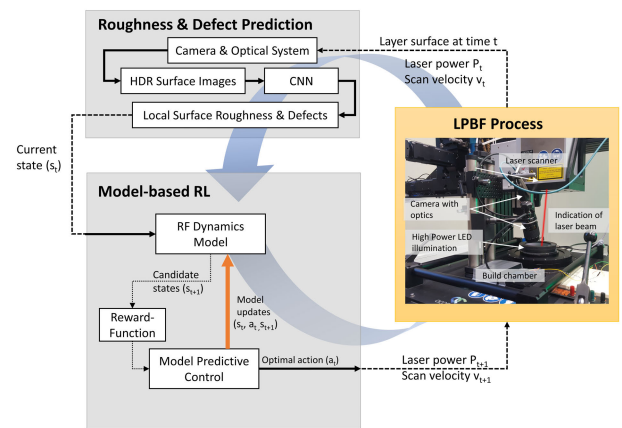 Roughness & Defect Prediction
Camera & Optical System
HDR Surface Images
CNN
Local Surface Roughness & Defects
Layer surface at time t
Laser power Pt
Scan velocity vt
Current
state (st)
LPBF Process
Laser scanner
Camera with
optics
Indication of
laser beam
High Power LED
illumination
Build chamber
Model-based RL
RF Dynamics
Model
Candidate
states (st+1)
Model
updates
(st, at, st+1)
Reward-
Function
Model Predictive
Control
Optimal action (at)
Laser power Pt+1
Scan velocity vt+1